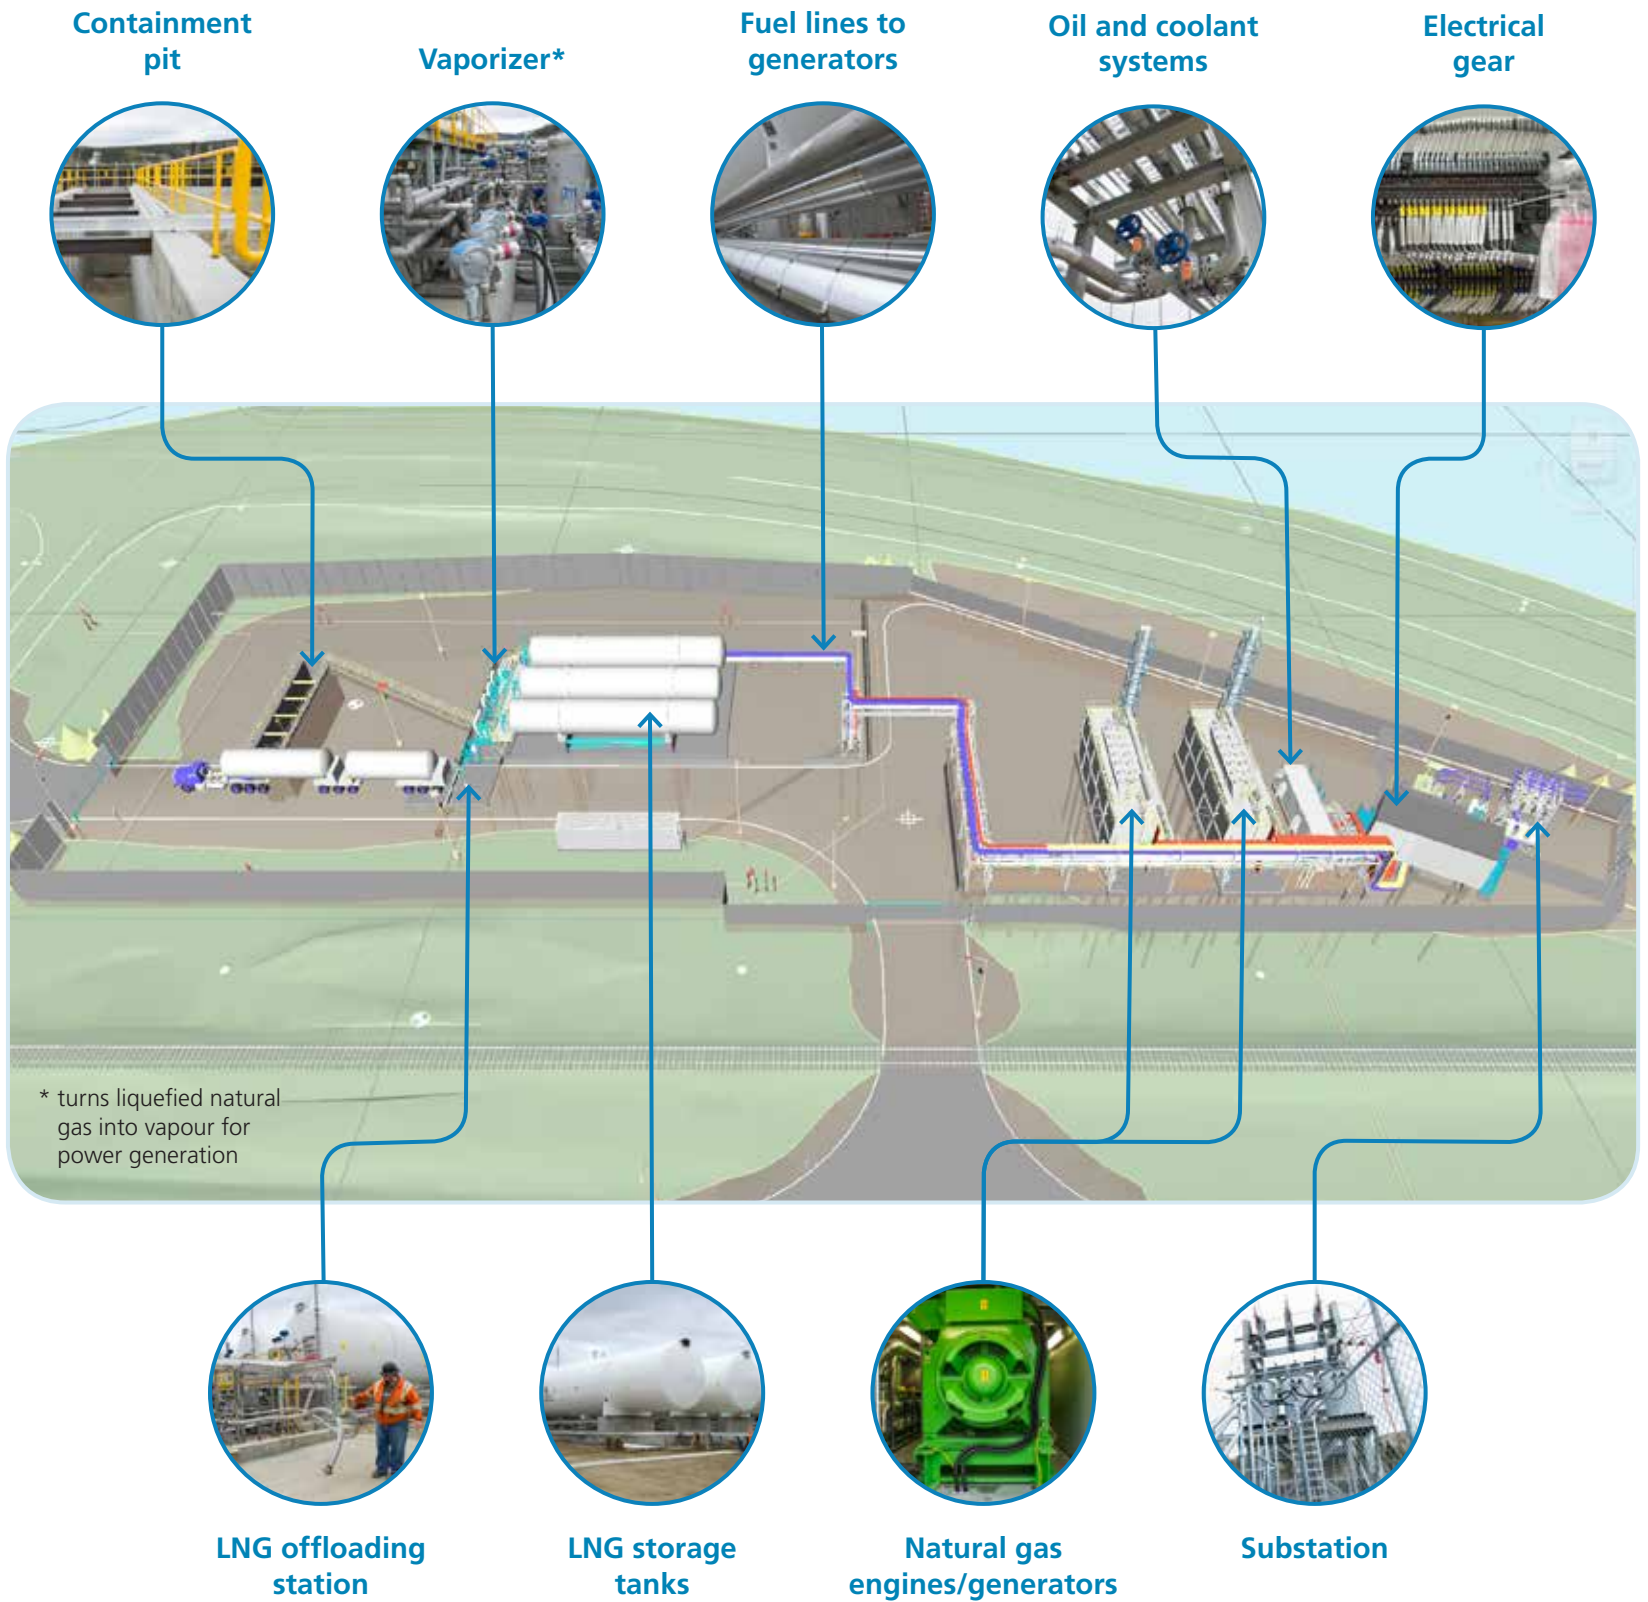 Containment
pit
Vaporizer*
Fuel lines to
generators
Oil and coolant
systems
Electrical
gear
* turns liquefied natural
gas into vapour for
power generation
LNG offloading
station
LNG storage
tanks
Natural gas
engines/generators
Substation